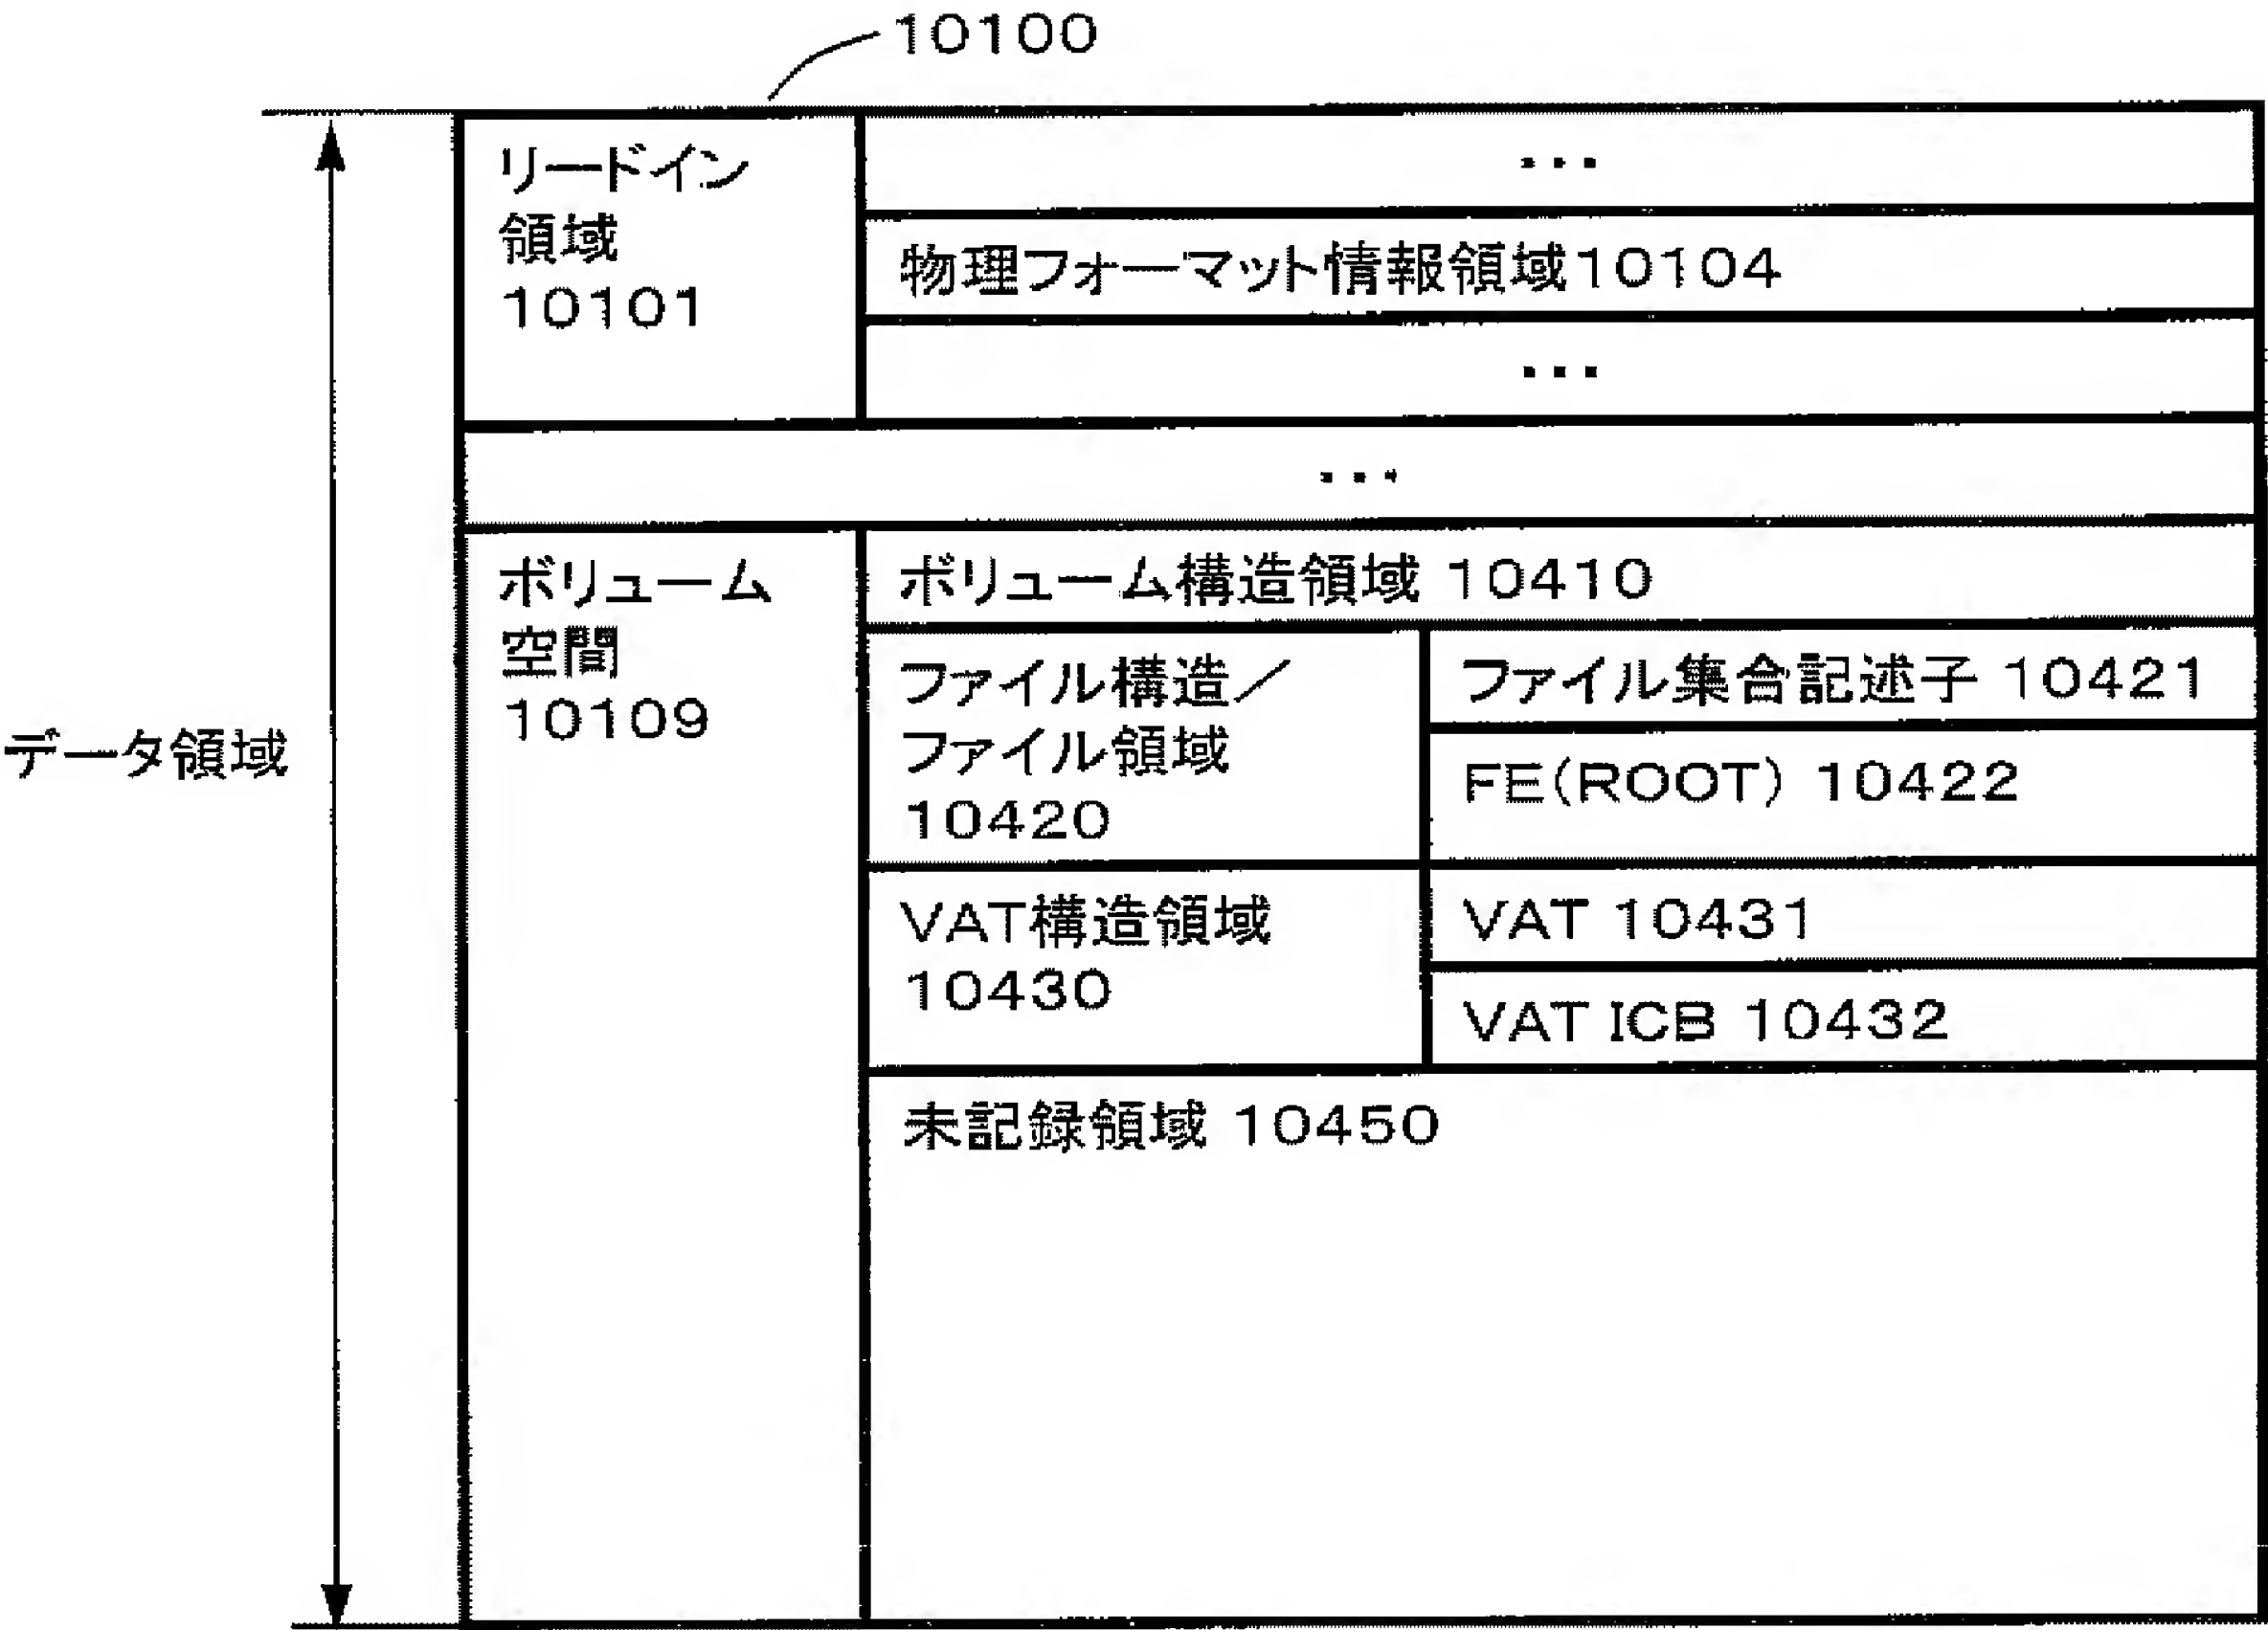 10100
リードイン
領域
10101
・・・
物理フォーマット情報領域10104
・・・
・・・
データ領域
ボリューム
空間
10109
ボリューム構造領域 10410
ファイル構造／
ファイル領域
10420
ファイル集合記述子 10421
FE(ROOT) 10422
VAT構造領域
10430
VAT 10431
VAT ICB 10432
未記録領域 10450